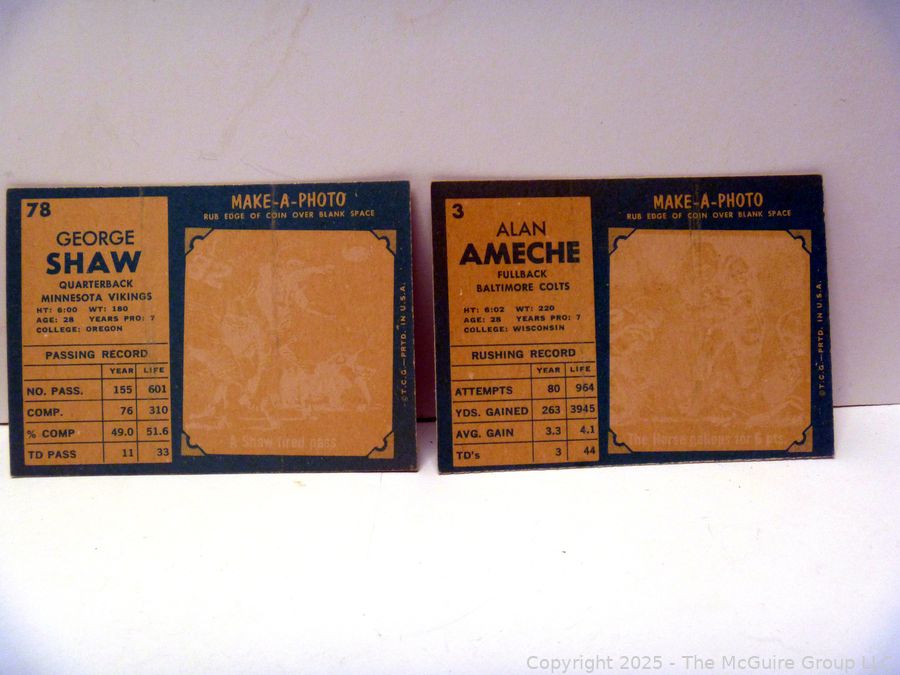 78
GEORGE
SHAW
QUARTERBACK
MINNESOTA VIKINGS
HT: 6:00 WT: 180
AGE: 28 YEARS PRO: 7
COLLEGE: OREGON
PASSING RECORD
YEAR LIFE
NO. PASS. 155 601
COMP. 76 310
% COMP 49.0 51.6
TD PASS 11 33
MAKE-A-PHOTO
RUB EDGE OF COIN OVER BLANK SPACE
A Shaw fired pass
©T.C.G.—PRTD. IN U.S.A.
3
ALAN
AMECHE
FULLBACK
BALTIMORE COLTS
HT: 6:02 WT: 220
AGE: 28 YEARS PRO: 7
COLLEGE: WISCONSIN
RUSHING RECORD
YEAR LIFE
ATTEMPTS 80 964
YDS. GAINED 263 3945
AVG. GAIN 3.3 4.1
TD's 3 44
MAKE-A-PHOTO
RUB EDGE OF COIN OVER BLANK SPACE
The Horse gallops for 6 pts.
©T.C.G.—PRTD. IN U.S.A.
Copyright 2025 - The McGuire Group LLC